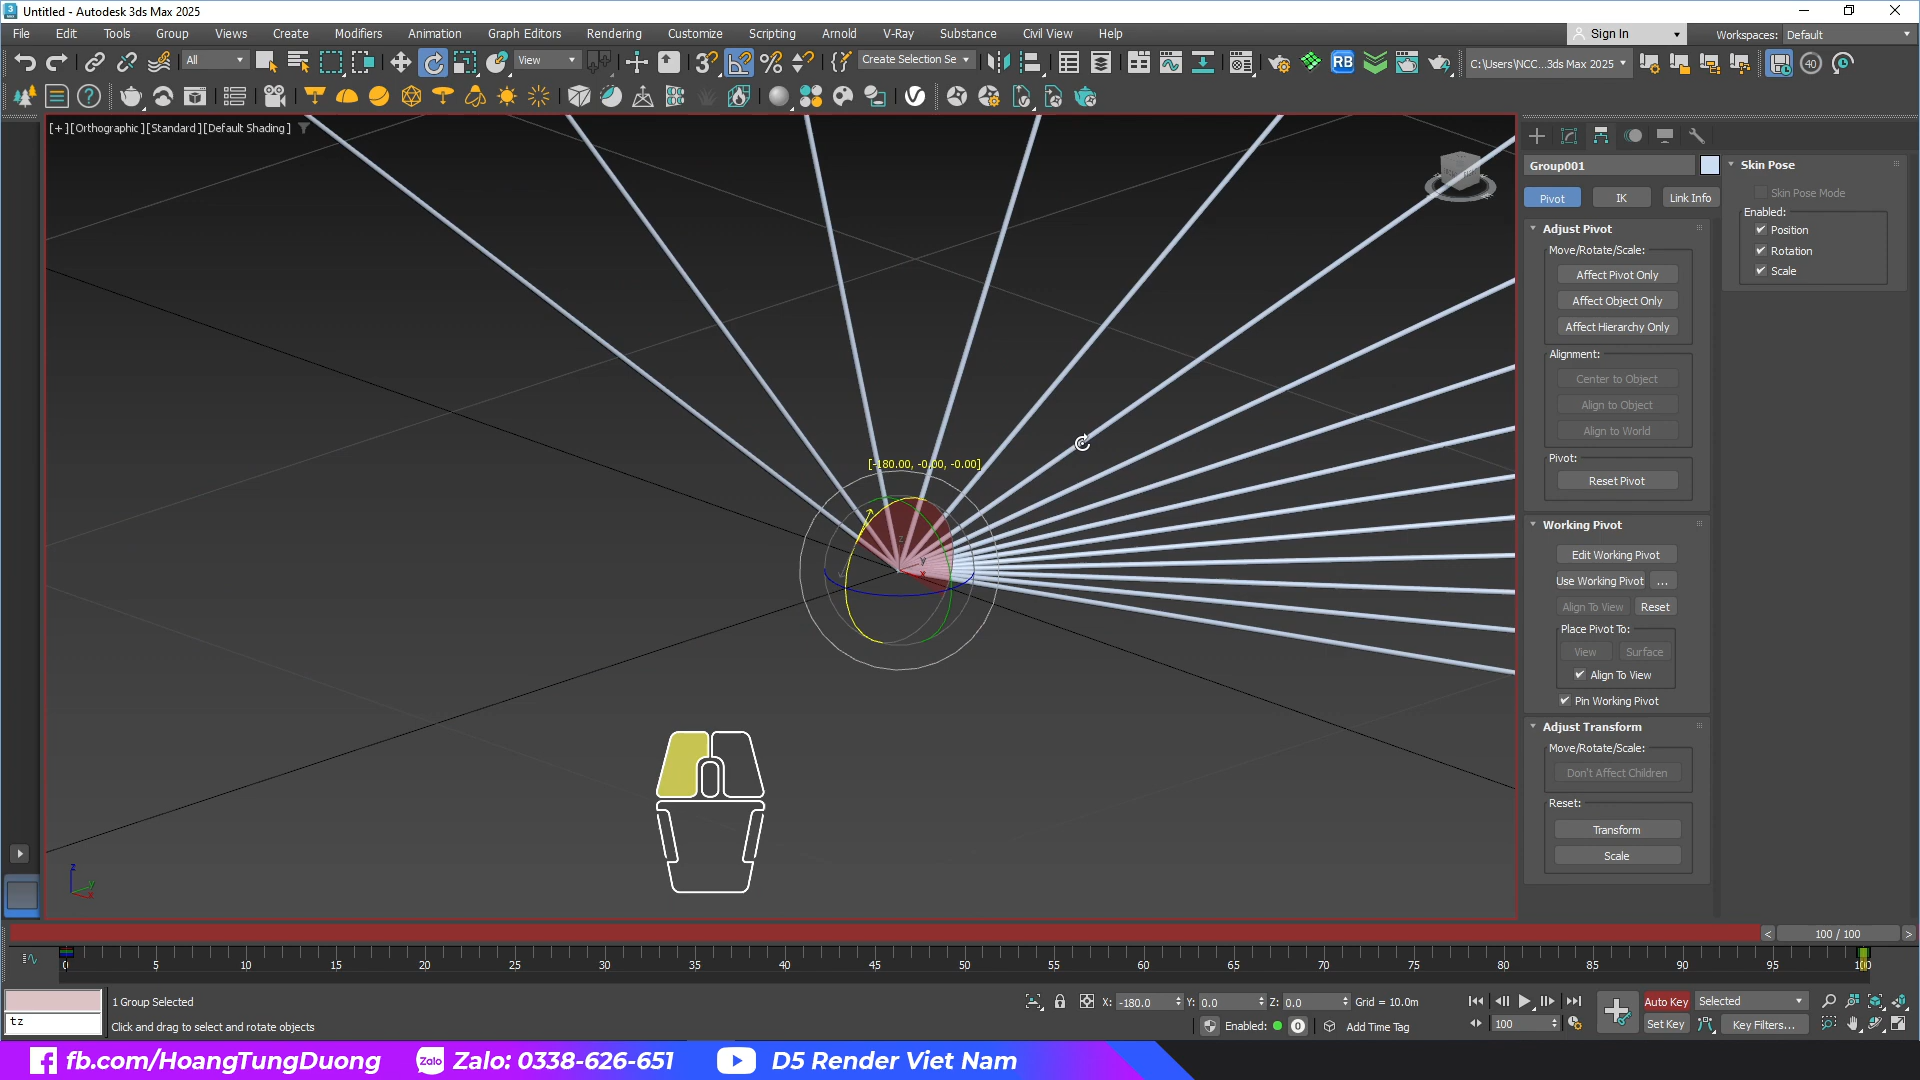 Untitled - Autodesk 3ds Max 2025
File Edit Tools Group Views Create Modifiers Animation Graph Editors Rendering Customize Scripting Arnold V-Ray Substance Civil View Help
Sign In
Workspaces: Default
All
View
Create Selection Se
RB
C:\Users\NCC...3ds Max 2025
40
[+][Orthographic][Standard][Default Shading]
Group001
Pivot IK Link Info
Adjust Pivot
Move/Rotate/Scale:
Affect Pivot Only
Affect Object Only
Affect Hierarchy Only
Alignment:
Center to Object
Align to Object
Align to World
Pivot:
Reset Pivot
Working Pivot
Edit Working Pivot
Use Working Pivot ...
Align To View Reset
Place Pivot To:
View Surface
Align To View
Pin Working Pivot
Adjust Transform
Move/Rotate/Scale:
Don't Affect Children
Reset:
Transform
Scale
Skin Pose
Skin Pose Mode
Enabled:
Position
Rotation
Scale
[-180.00, -0.00, -0.00]
z
y
x
z
y
x
< 100 / 100 >
0 5 10 15 20 25 30 35 40 45 50 55 60 65 70 75 80 85 90 95 100
tz
1 Group Selected
Click and drag to select and rotate objects
X: -180.0 Y: 0.0 Z: 0.0 Grid = 10.0m
Enabled: 0 Add Time Tag
100
Auto Key Selected
Set Key Key Filters...
fb.com/HoangTungDuong Zalo Zalo: 0338-626-651 D5 Render Viet Nam